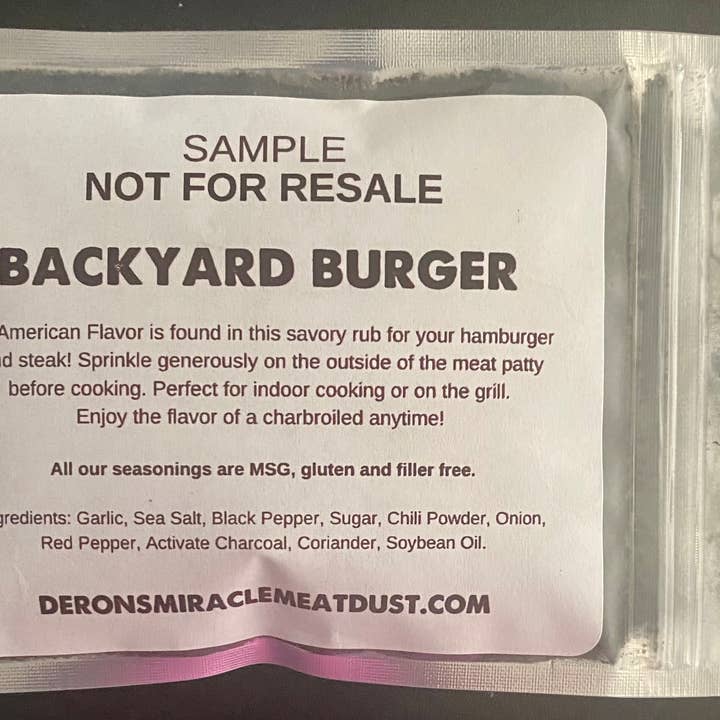 SAMPLE
NOT FOR RESALE
BACKYARD BURGER
American Flavor is found in this savory rub for your hamburger
d steak! Sprinkle generously on the outside of the meat patty
before cooking. Perfect for indoor cooking or on the grill.
Enjoy the flavor of a charbroiled anytime!
All our seasonings are MSG, gluten and filler free.
gredients: Garlic, Sea Salt, Black Pepper, Sugar, Chili Powder, Onion,
Red Pepper, Activate Charcoal, Coriander, Soybean Oil.
DERONSMIRACLEMEATDUST.COM